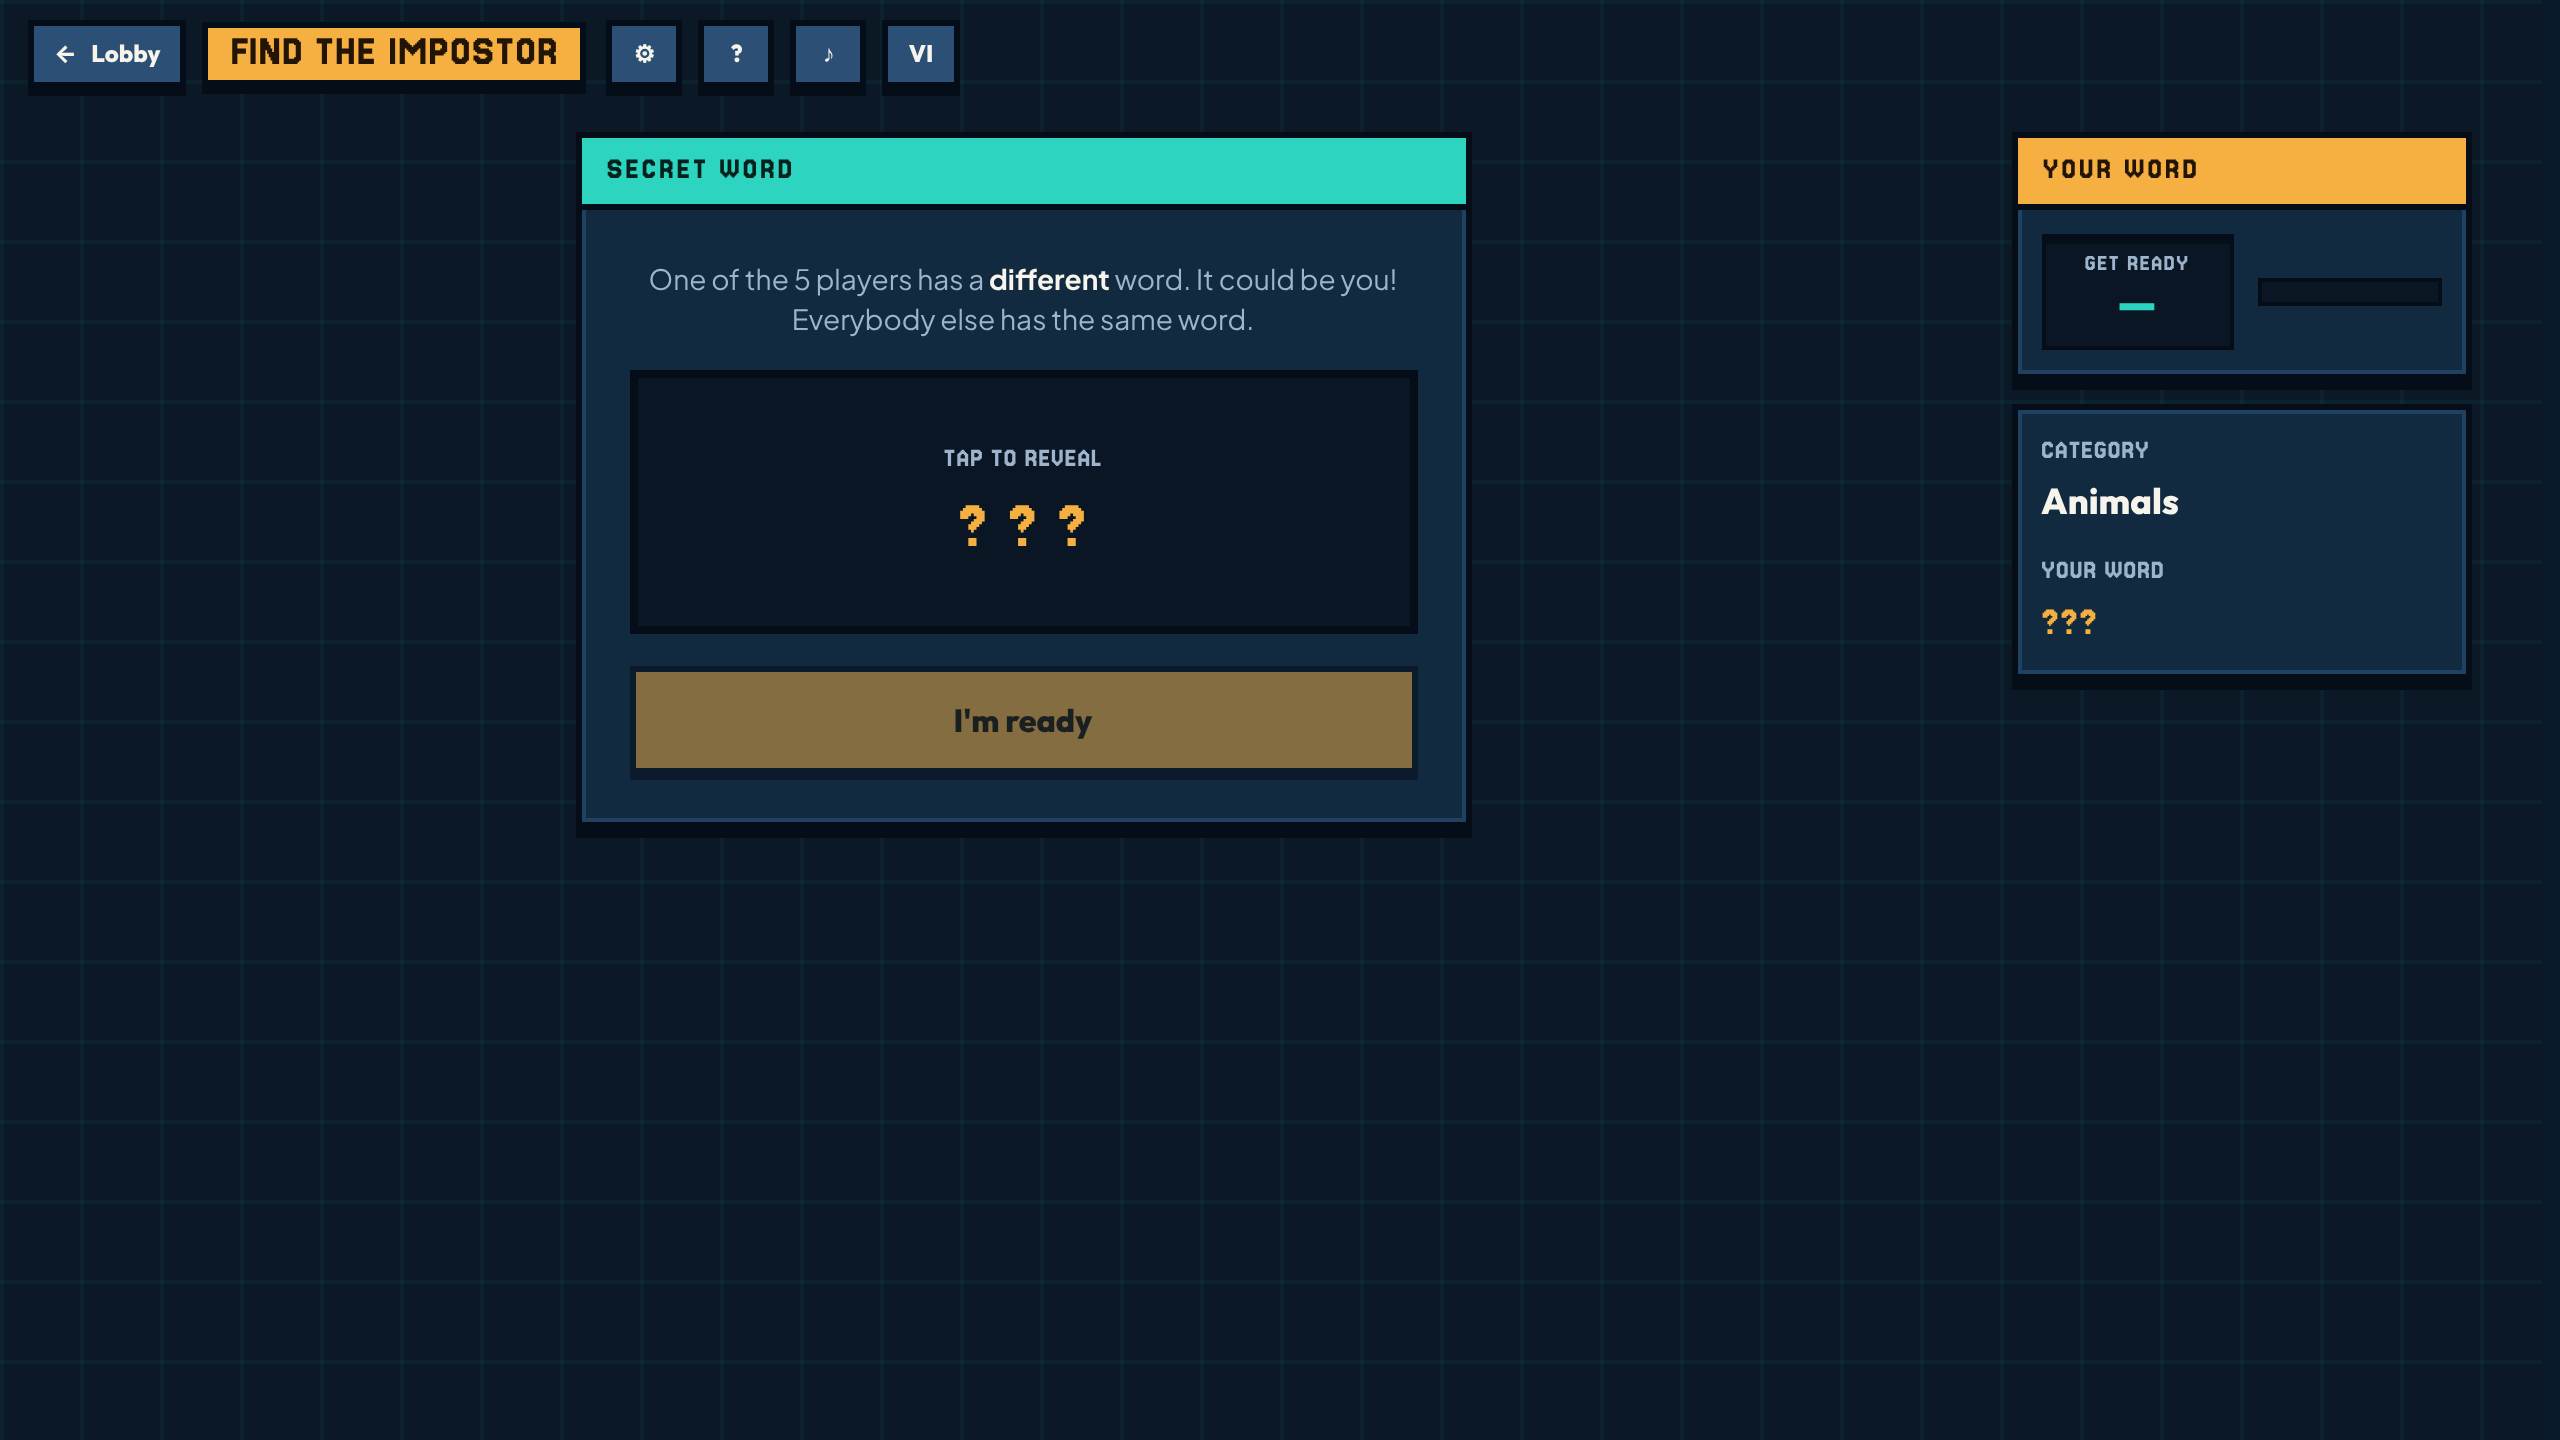 ← Lobby
FIND THE IMPOSTOR
⚙
?
♪
VI
SECRET WORD
One of the 5 players has a different word. It could be you!
Everybody else has the same word.
TAP TO REVEAL
? ? ?
I'm ready
YOUR WORD
GET READY
—
CATEGORY
Animals
YOUR WORD
???